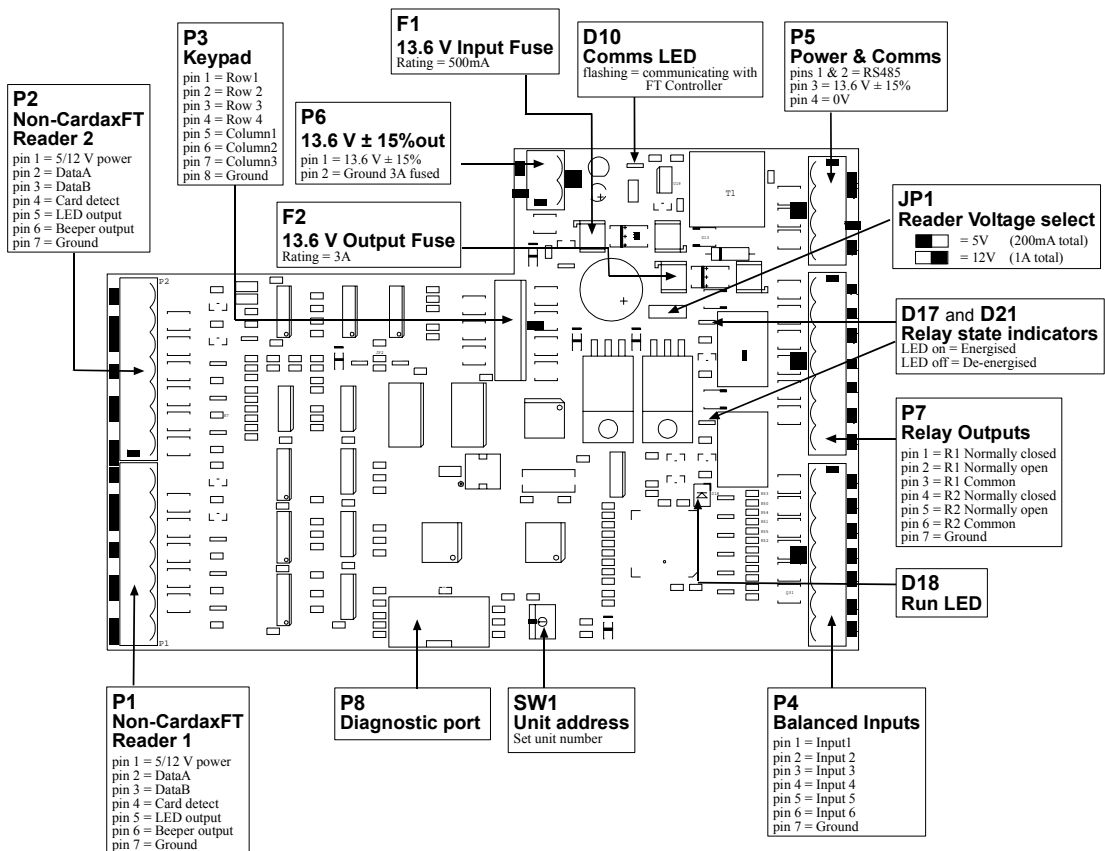 P2
Non-CardaxFT
Reader 2
pin 1 = 5/12 V power
pin 2 = DataA
pin 3 = DataB
pin 4 = Card detect
pin 5 = LED output
pin 6 = Beeper output
pin 7 = Ground
P3
Keypad
pin 1 = Row1
pin 2 = Row 2
pin 3 = Row 3
pin 4 = Row 4
pin 5 = Column1
pin 6 = Column2
pin 7 = Column3
pin 8 = Ground
F1
13.6 V Input Fuse
Rating = 500mA
P6
13.6 V ± 15%out
pin 1 = 13.6 V ± 15%
pin 2 = Ground 3A fused
F2
13.6 V Output Fuse
Rating = 3A
D10
Comms LED
flashing = communicating with
FT Controller
P5
Power & Comms
pins 1 & 2 = RS485
pin 3 = 13.6 V ± 15%
pin 4 = 0V
JP1
Reader Voltage select
= 5V (200mA total)
= 12V (1A total)
D17 and D21
Relay state indicators
LED on = Energised
LED off = De-energised
P7
Relay Outputs
pin 1 = R1 Normally closed
pin 2 = R1 Normally open
pin 3 = R1 Common
pin 4 = R2 Normally closed
pin 5 = R2 Normally open
pin 6 = R2 Common
pin 7 = Ground
D18
Run LED
P4
Balanced Inputs
pin 1 = Input1
pin 2 = Input 2
pin 3 = Input 3
pin 4 = Input 4
pin 5 = Input 5
pin 6 = Input 6
pin 7 = Ground
SW1
Unit address
Set unit number
P8
Diagnostic port
P1
Non-CardaxFT
Reader 1
pin 1 = 5/12 V power
pin 2 = DataA
pin 3 = DataB
pin 4 = Card detect
pin 5 = LED output
pin 6 = Beeper output
pin 7 = Ground
T1
P2
P1